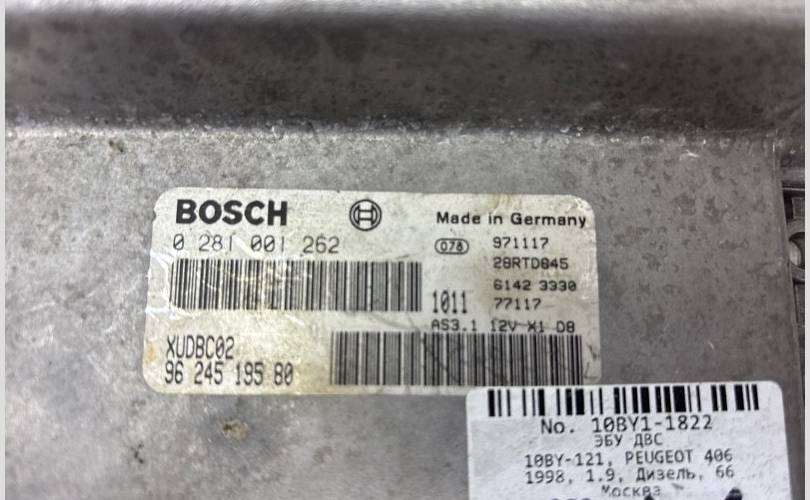 BOSCH
Made in Germany
0 281 001 262
078 971117
28RTD845
6142 3330
1011 77117
AS3.1 12V X1 D8
XUDBC02
96 245 195 80
No. 10BY1-1822
ЭБУ ДВС
10BY-121, PEUGEOT 406
1998, 1.9, Дизель, 66
Москва